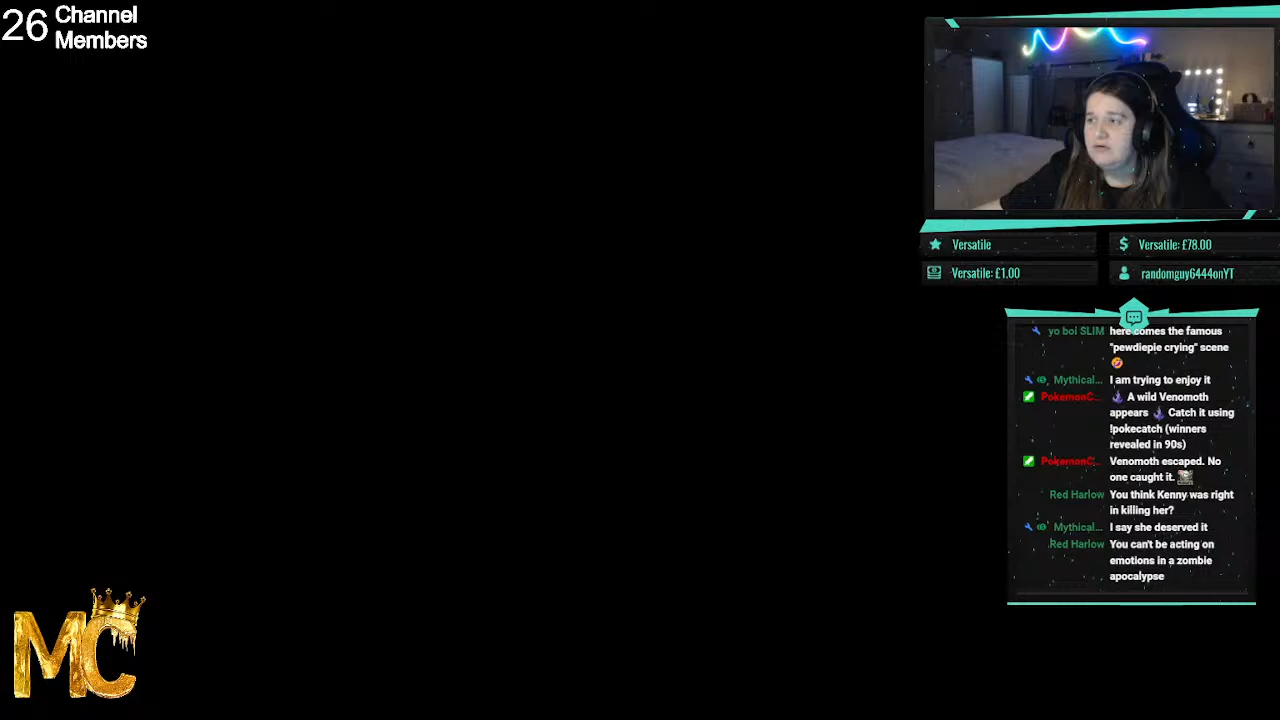 26 Channel
Members
Versatile
Versatile: £78.00
Versatile: £1.00
randomguy6444onYT
yo boi SLIM here comes the famous
"pewdiepie crying" scene
Mythical... I am trying to enjoy it
PokemonC... A wild Venomoth
appears Catch it using
!pokecatch (winners
revealed in 90s)
PokemonC... Venomoth escaped. No
one caught it.
Red Harlow You think Kenny was right
in killing her?
Mythical... I say she deserved it
Red Harlow You can't be acting on
emotions in a zombie
apocalypse
MC